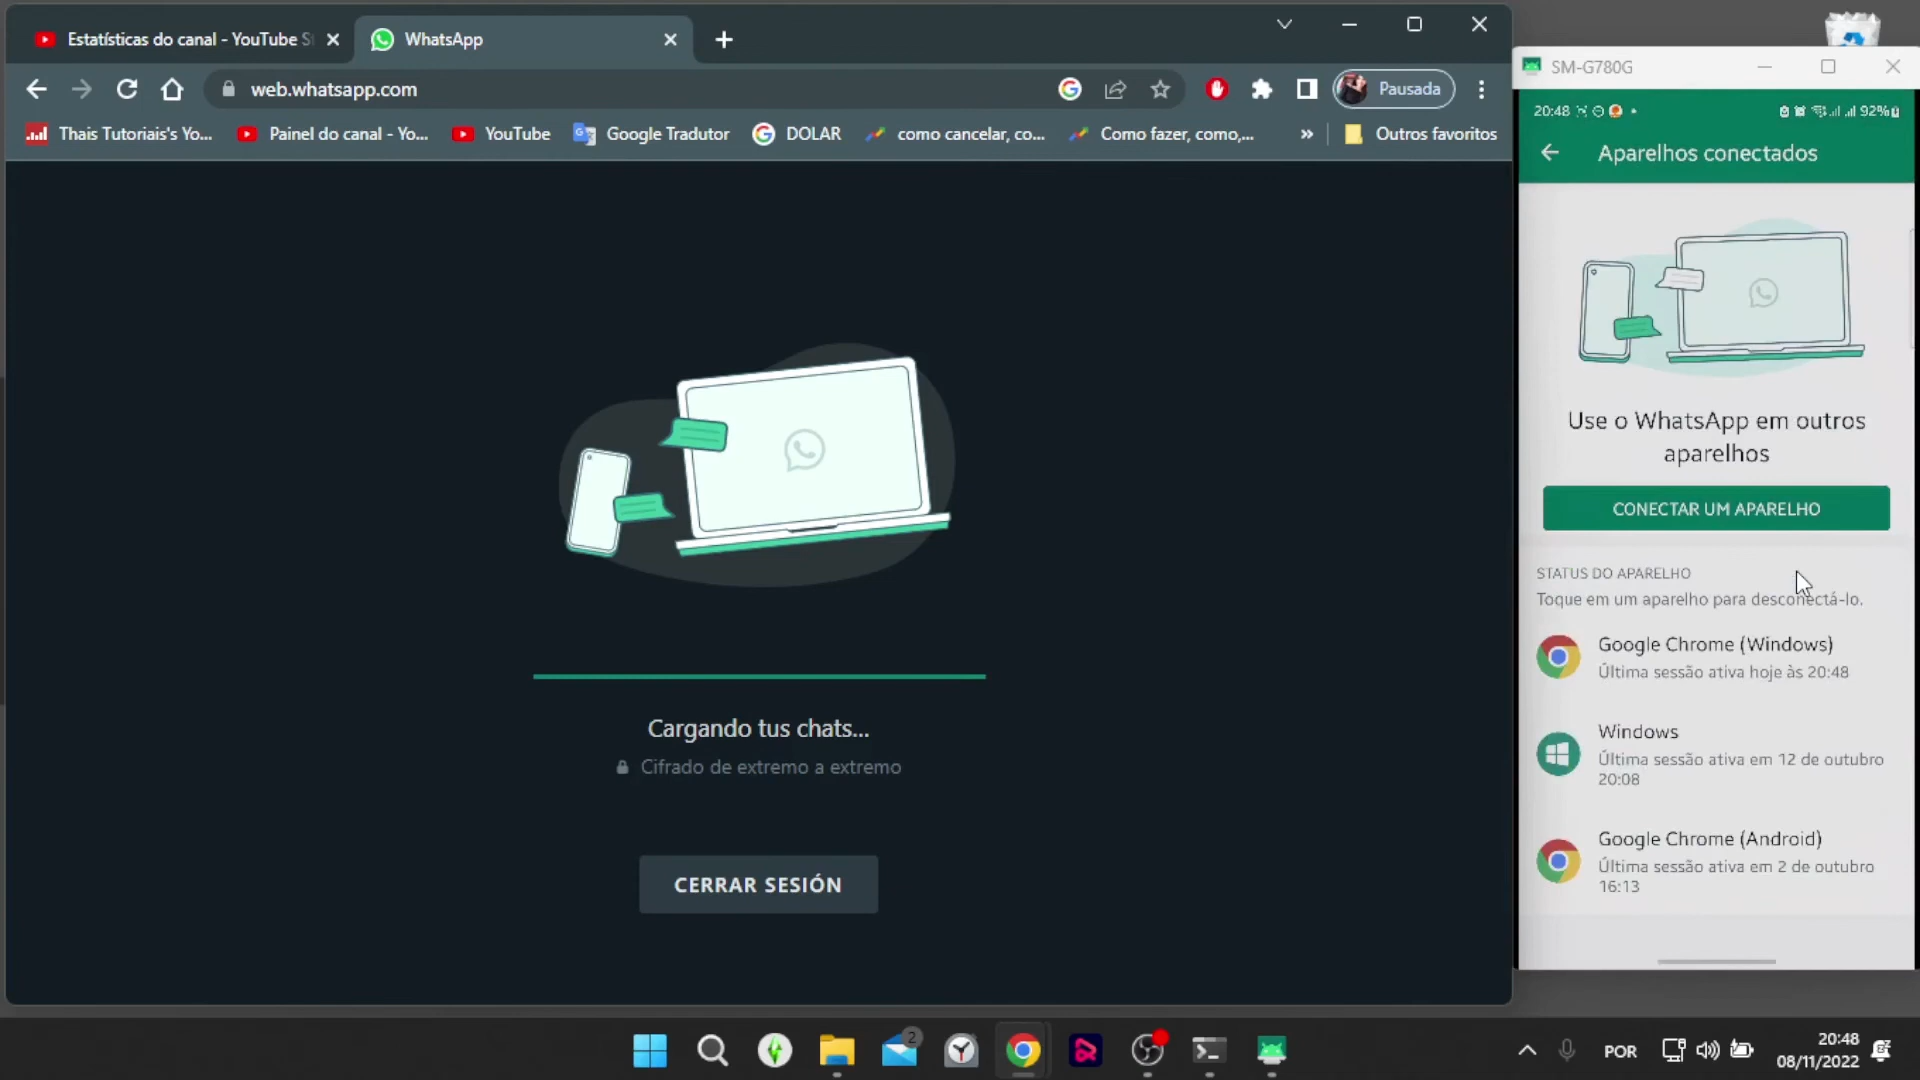 Estatísticas do canal - YouTube S
WhatsApp
web.whatsapp.com
Pausada
Thais Tutoriais's Yo...
Painel do canal - Yo...
YouTube
Google Tradutor
DOLAR
como cancelar, co...
Como fazer, como,...
Outros favoritos
Cargando tus chats...
Cifrado de extremo a extremo
CERRAR SESIÓN
SM-G780G
20:48
92%
Aparelhos conectados
Use o WhatsApp em outros
aparelhos
CONECTAR UM APARELHO
STATUS DO APARELHO
Toque em um aparelho para desconectá-lo.
Google Chrome (Windows)
Última sessão ativa hoje às 20:48
Windows
Última sessão ativa em 12 de outubro
20:08
Google Chrome (Android)
Última sessão ativa em 2 de outubro
16:13
2
POR
20:48
08/11/2022